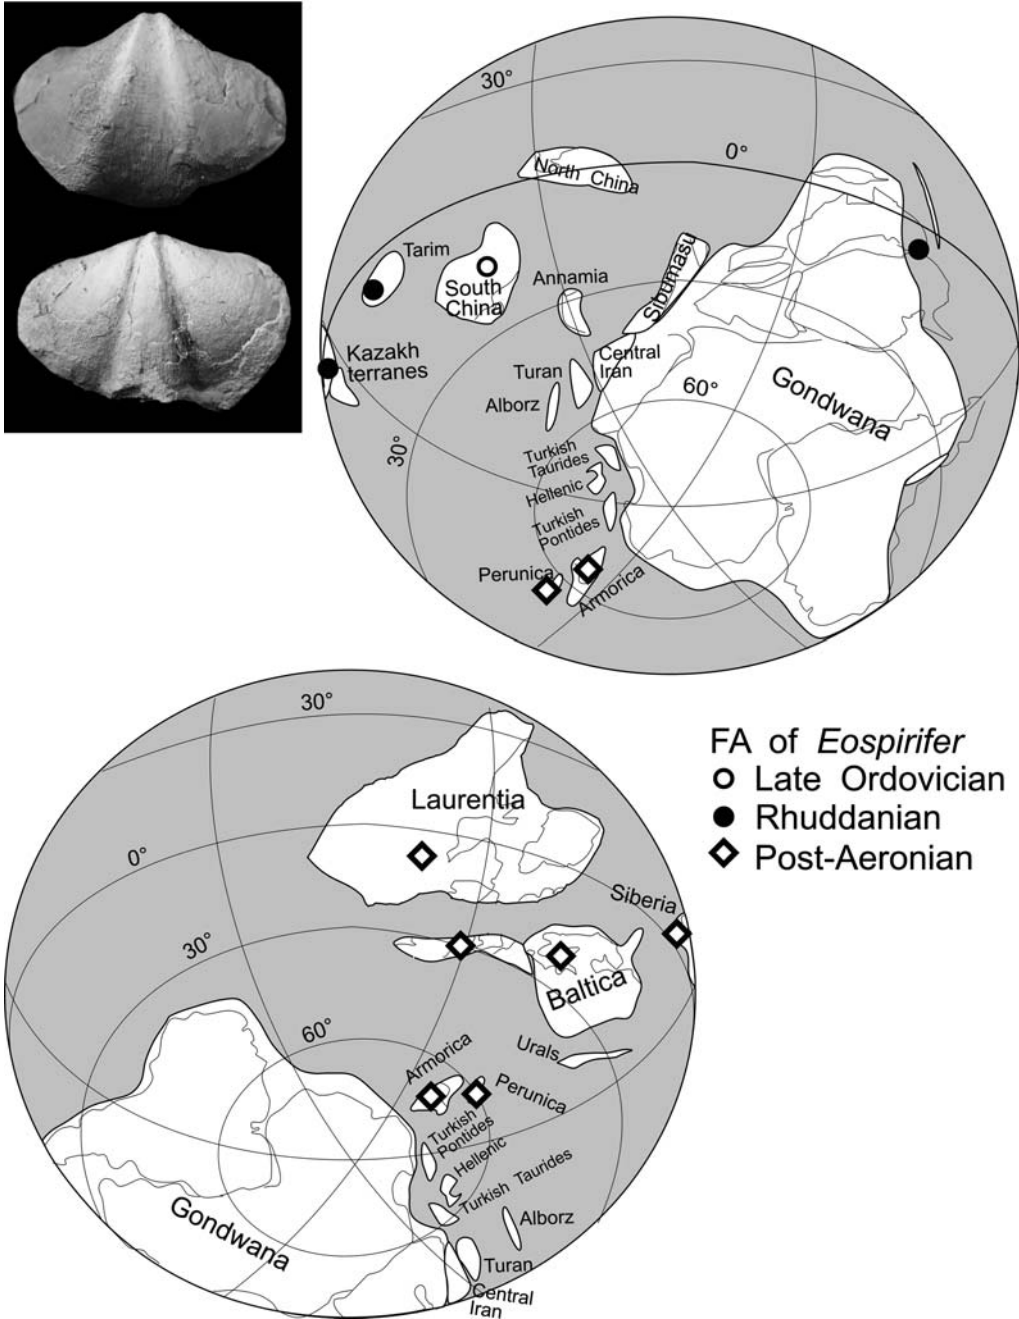 30°
0°
North China
Tarim
South
China
Annamia
Sibumasu
Kazakh
terranes
Central
Iran
Turan
60°
Gondwana
Alborz
30°
Turkish
Taurides
Hellenic
Turkish
Pontides
Perunica
Armorica
30°
Laurentia
0°
Siberia
30°
Baltica
60°
Urals
Armorica
Perunica
Turkish
Pontides
Hellenic
Turkish Taurides
Gondwana
Alborz
Turan
Central
Iran
FA of Eospirifer
Late Ordovician
Rhuddanian
Post-Aeronian